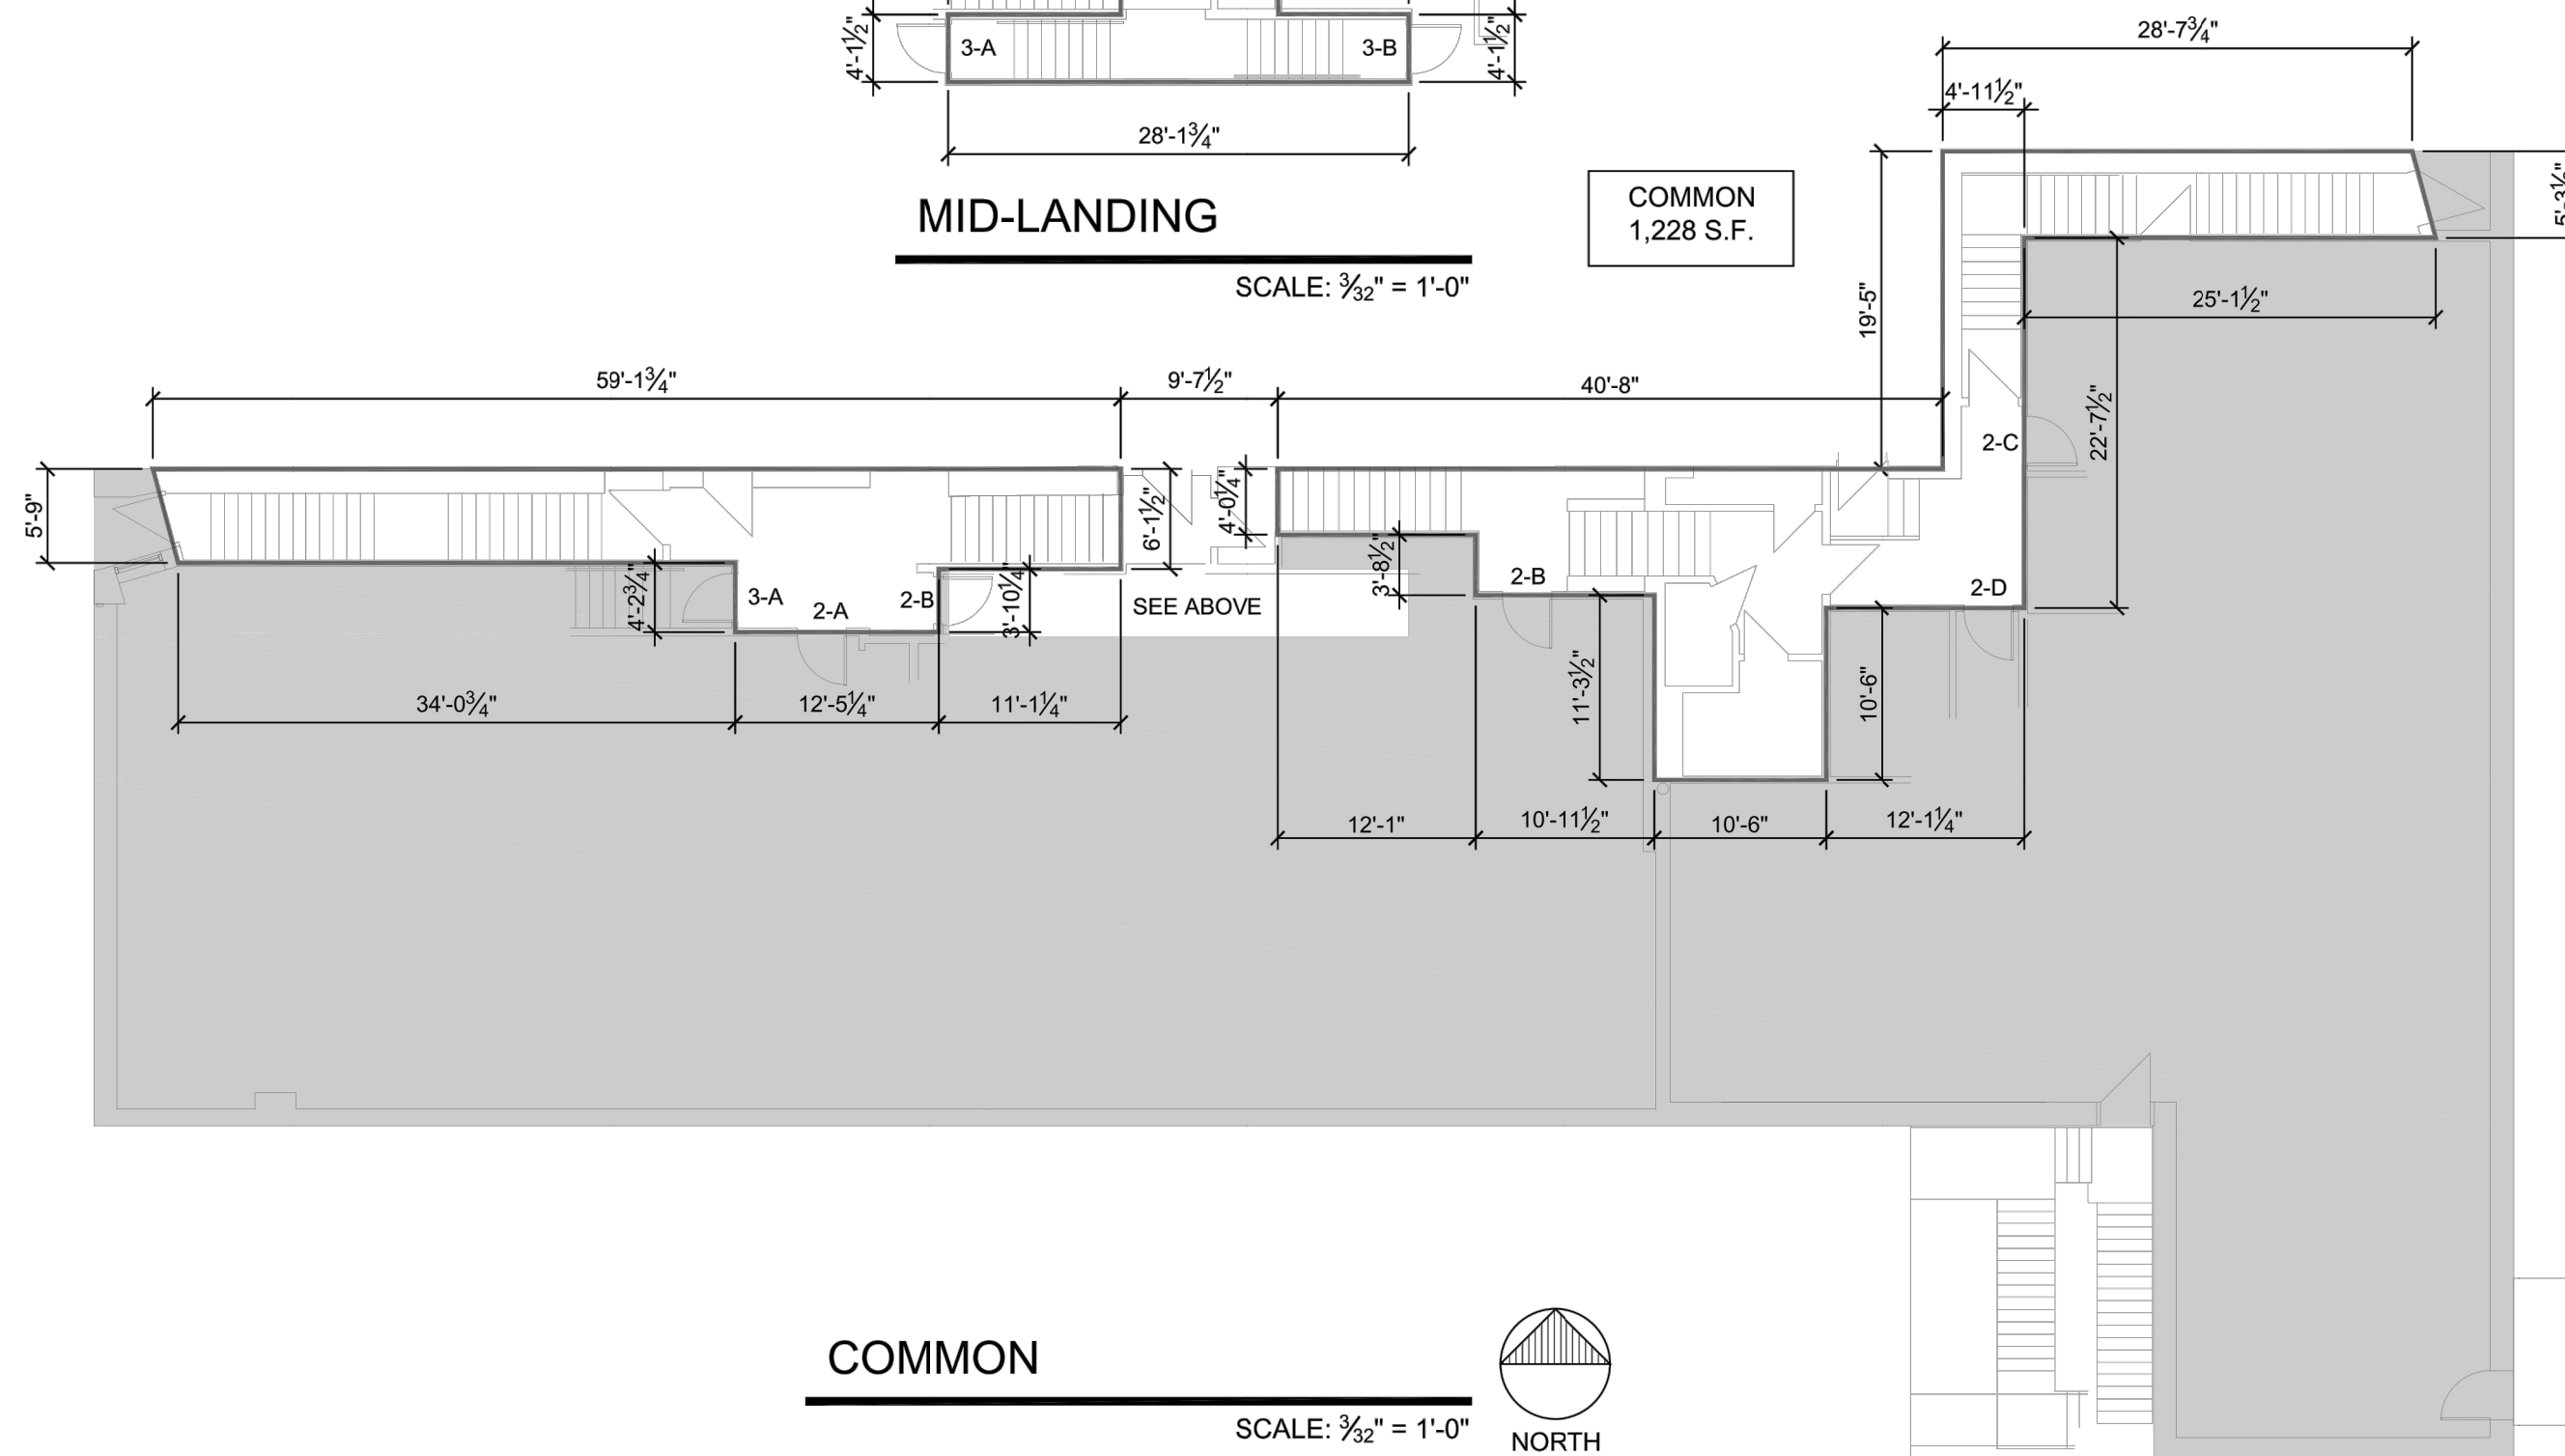 4'-1½"
3-A
3-B
4'-1½"
28'-1¾"
MID-LANDING
SCALE: 3⁄32" = 1'-0"
COMMON
1,228 S.F.
28'-7¾"
4'-11½"
5'-3½"
19'-5"
25'-1½"
22'-7½"
59'-1¾"
9'-7½"
40'-8"
5'-9"
6'-1½"
4'-0¼"
2-C
4'-2¾"
3-A
2-A
2-B
3'-10¼"
SEE ABOVE
3'-8½"
2-B
2-D
34'-0¾"
12'-5¼"
11'-1¼"
11'-3½"
10'-6"
12'-1"
10'-11½"
10'-6"
12'-1¼"
COMMON
SCALE: 3⁄32" = 1'-0"
NORTH